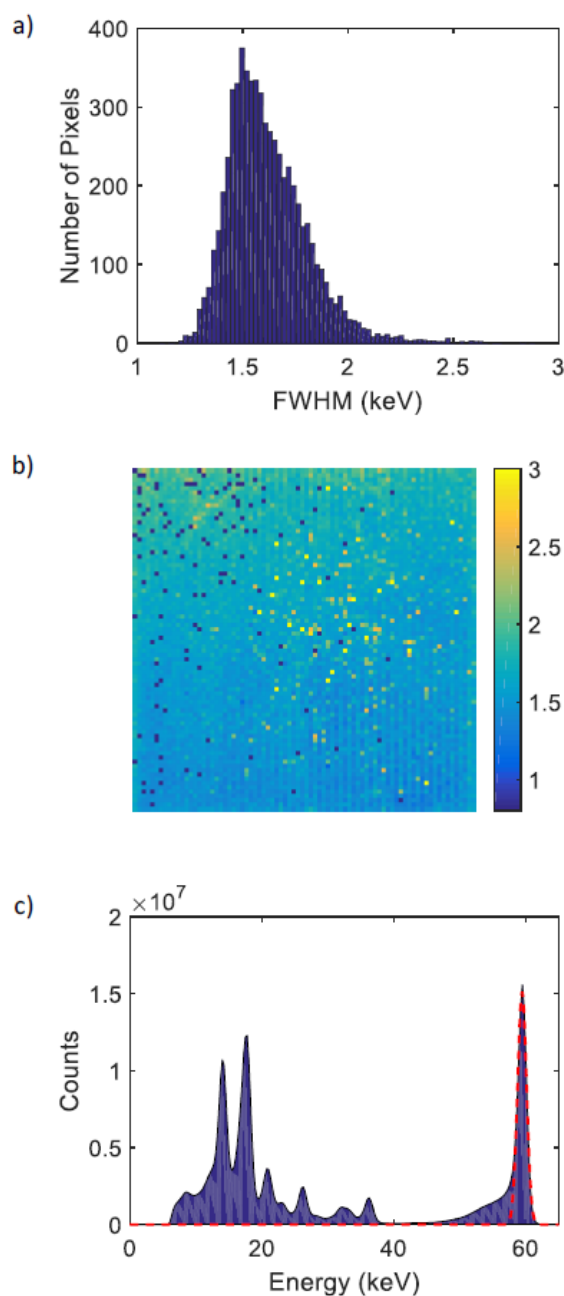 a)
400
300
200
100
0
Number of Pixels
1 1.5 2 2.5 3
FWHM (keV)
b)
3
2.5
2
1.5
1
c)
×10⁷
2
1.5
1
0.5
0
Counts
0 20 40 60
Energy (keV)